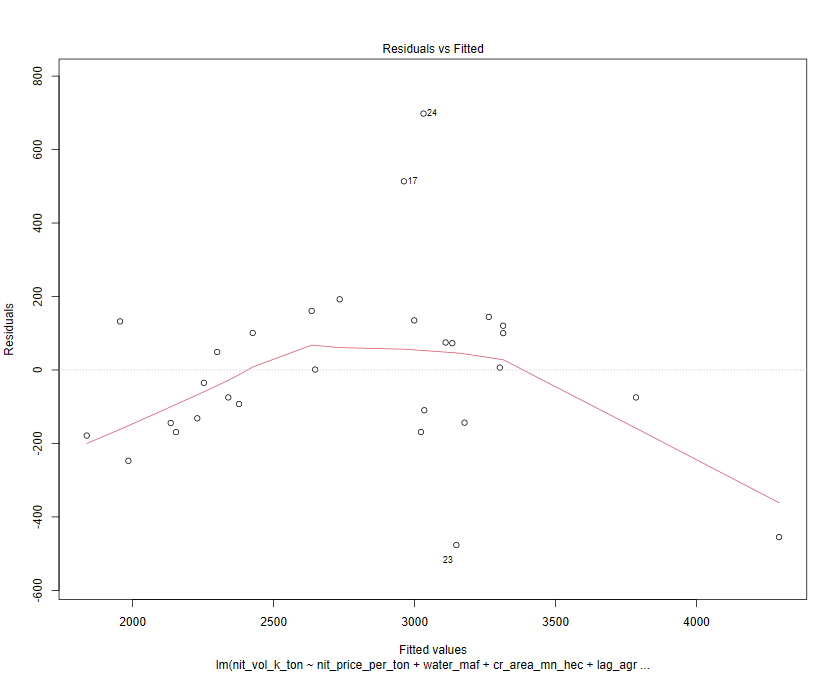 Residuals vs Fitted
Residuals
800
600
400
200
0
-200
-400
-600
24
17
23
2000 2500 3000 3500 4000
Fitted values
lm(nit_vol_k_ton ~ nit_price_per_ton + water_maf + cr_area_mn_hec + lag_agr ...